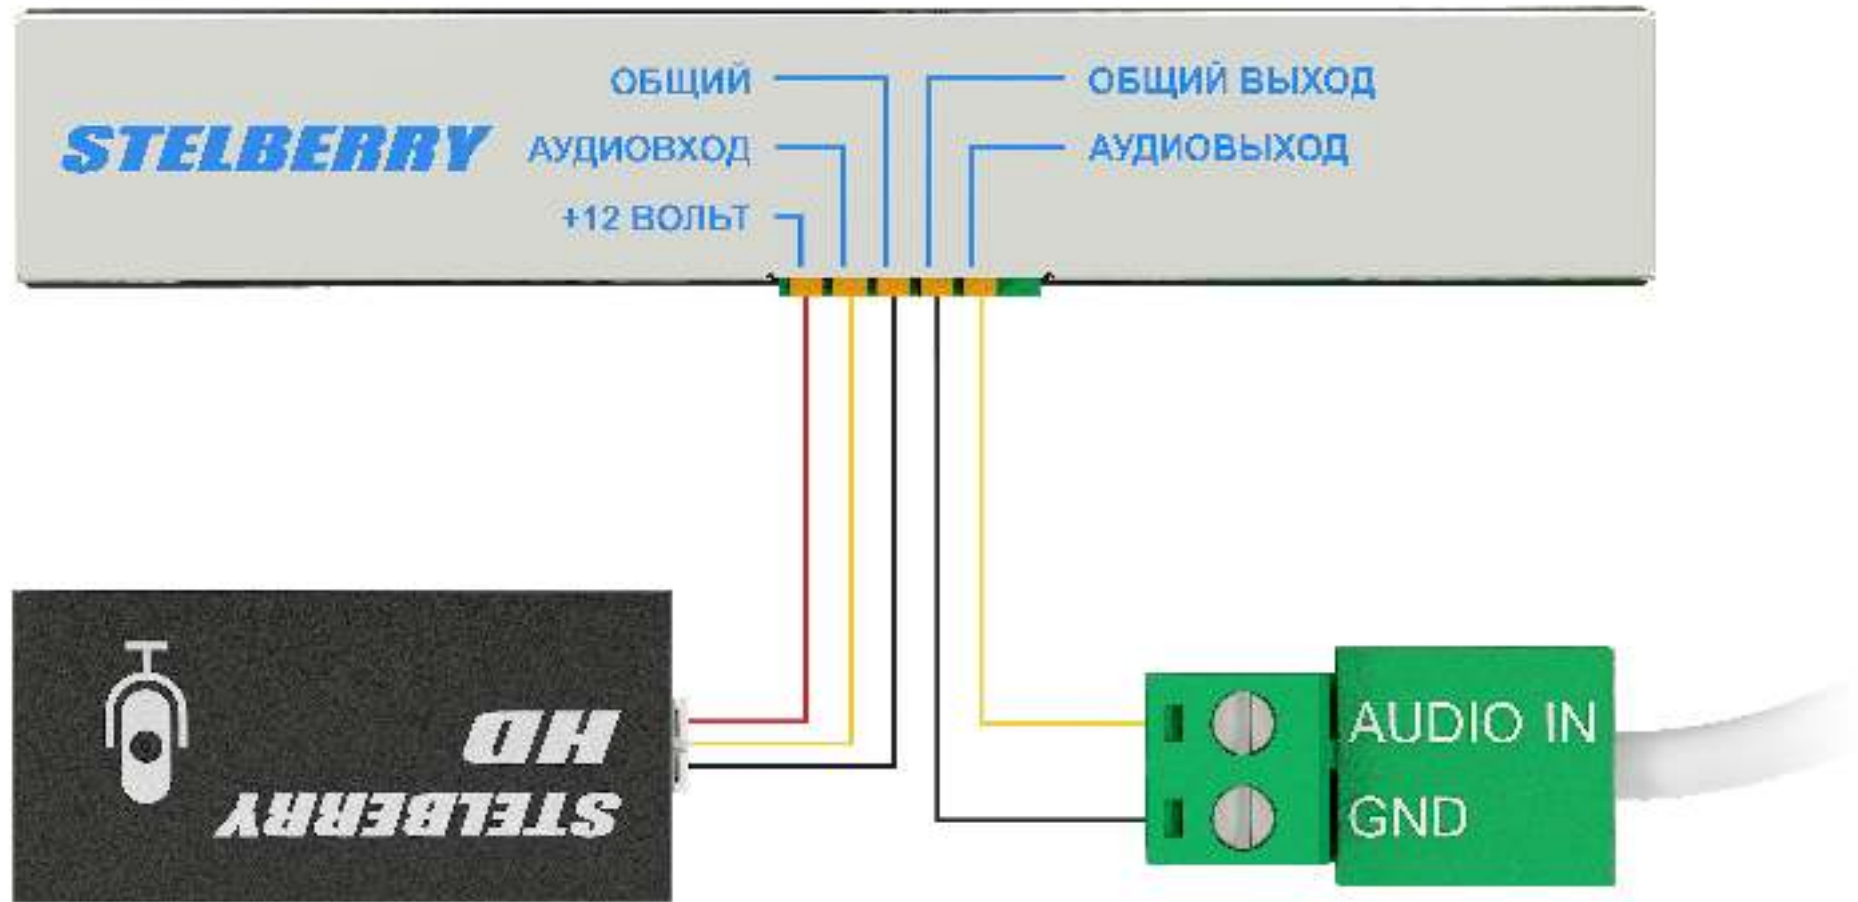 ОБЩИЙ
ОБЩИЙ ВЫХОД
STELBERRY
АУДИОВХОД
АУДИОВЫХОД
+12 ВОЛЬТ
HD
STELBERRY
AUDIO IN
GND